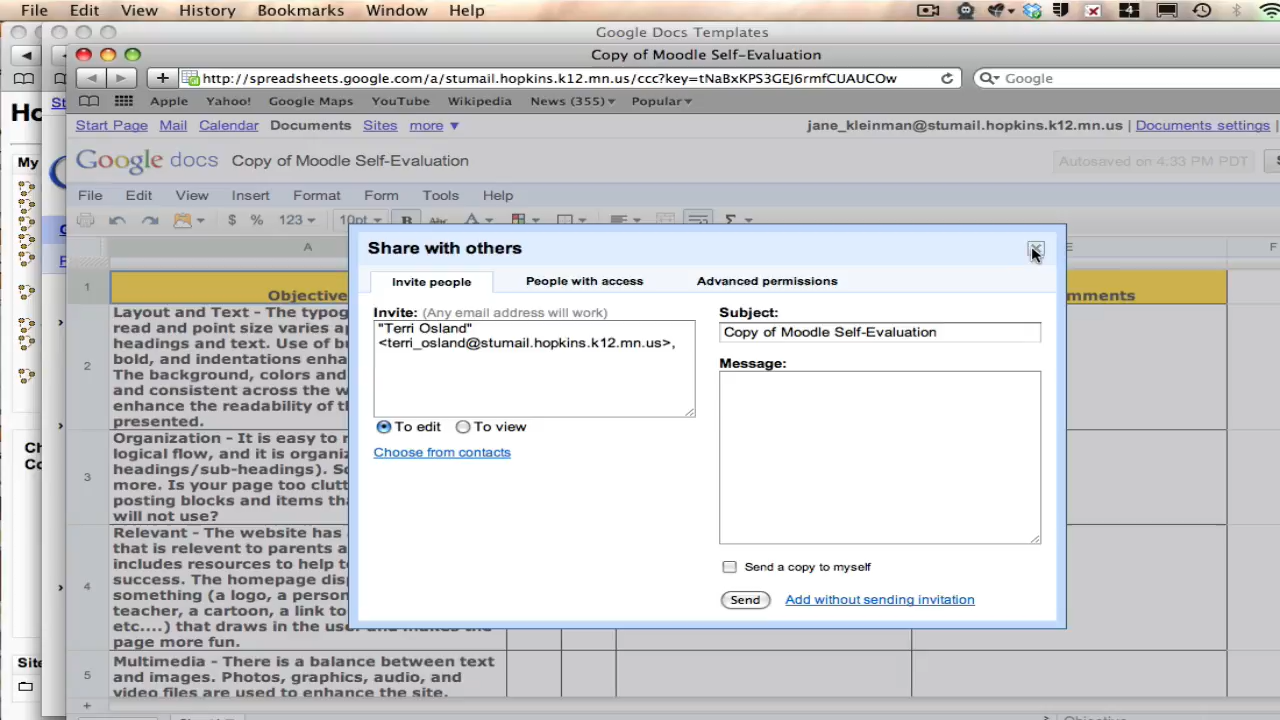 File Edit View History Bookmarks Window Help
Google Docs Templates
Copy of Moodle Self-Evaluation
http://spreadsheets.google.com/a/stumail.hopkins.k12.mn.us/ccc?key=tNaBxKPS3GEJ6rmfCUAUCOw
Google
Apple Yahoo! Google Maps YouTube Wikipedia News (355) Popular
Start Page Mail Calendar Documents Sites more
jane_kleinman@stumail.hopkins.k12.mn.us | Documents settings |
Google docs Copy of Moodle Self-Evaluation
Autosaved on 4:33 PM PDT
File Edit View Insert Format Form Tools Help
$ % 123 10pt B Abc A Σ
A E F
Share with others
Invite people People with access Advanced permissions
Invite: (Any email address will work)
"Terri Osland"
<terri_osland@stumail.hopkins.k12.mn.us>,
To edit To view
Choose from contacts
Subject:
Copy of Moodle Self-Evaluation
Message:
Send a copy to myself
Send Add without sending invitation
1
2 Layout and Text - The typog
read and point size varies
headings and text. Use of
bold, and indentations enha
The background, colors and
and consistent across the w
enhance the readability of t
presented.
3 Organization - It is easy to
logical flow, and it is organi
headings/sub-headings).
more. Is your page too clut
posting blocks and items
will not use?
4 Relevant - The website has
that is relevent to parents a
includes resources to help
success. The homepage
something (a logo, a person
teacher, a cartoon, a link to
etc....) that draws in the
page more fun.
5 Multimedia - There is a balance between text
and images. Photos, graphics, audio, and
video files are used to enhance the site.
My
Site